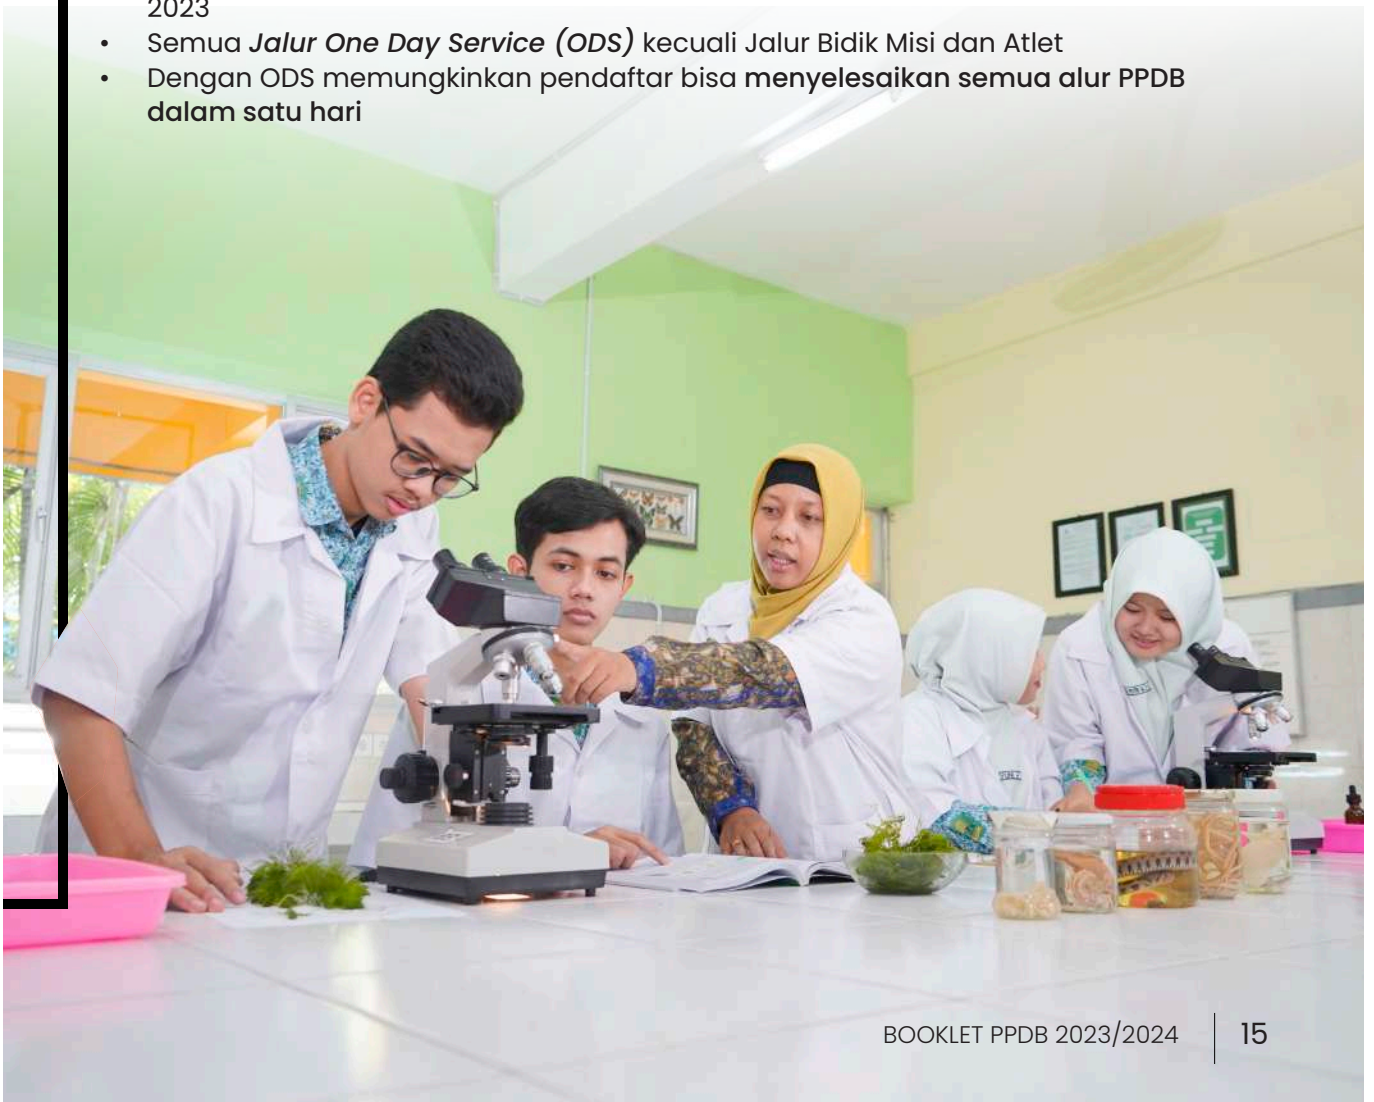 2023
• Semua Jalur One Day Service (ODS) kecuali Jalur Bidik Misi dan Atlet
• Dengan ODS memungkinkan pendaftar bisa menyelesaikan semua alur PPDB
dalam satu hari
BOOKLET PPDB 2023/2024 | 15